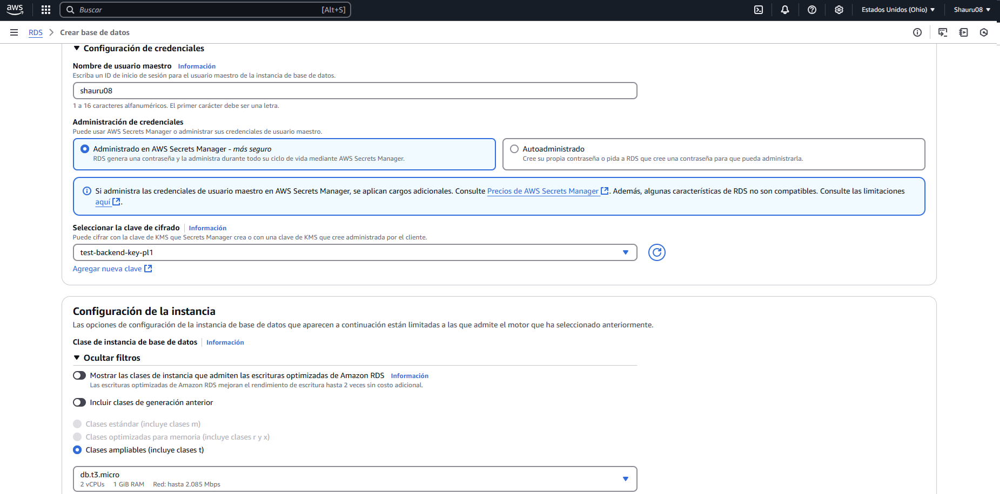 aws
Buscar [Alt+S] Estados Unidos (Ohio) Shauru08
RDS Crear base de datos
Configuración de credenciales
Nombre de usuario maestro Información
Escriba un ID de inicio de sesión para el usuario maestro de la instancia de base de datos.
shauru08
1 a 16 caracteres alfanuméricos. El primer carácter debe ser una letra.
Administración de credenciales
Puede usar AWS Secrets Manager o administrar sus credenciales de usuario maestro.
Administrado en AWS Secrets Manager - más seguro
RDS genera una contraseña y la administra durante todo su ciclo de vida mediante AWS Secrets Manager.
Autoadministrado
Cree su propia contraseña o pida a RDS que cree una contraseña para que pueda administrarla.
Si administra las credenciales de usuario maestro en AWS Secrets Manager, se aplican cargos adicionales. Consulte Precios de AWS Secrets Manager. Además, algunas características de RDS no son compatibles. Consulte las limitaciones
aquí.
Seleccionar la clave de cifrado Información
Puede cifrar con la clave de KMS que Secrets Manager crea o con una clave de KMS que cree administrada por el cliente.
test-backend-key-pl1
Agregar nueva clave
Configuración de la instancia
Las opciones de configuración de la instancia de base de datos que aparecen a continuación están limitadas a las que admite el motor que ha seleccionado anteriormente.
Clase de instancia de base de datos Información
Ocultar filtros
Mostrar las clases de instancia que admiten las escrituras optimizadas de Amazon RDS Información
Las escrituras optimizadas de Amazon RDS mejoran el rendimiento de escritura hasta 2 veces sin costo adicional.
Incluir clases de generación anterior
Clases estándar (incluye clases m)
Clases optimizadas para memoria (incluye clases r y x)
Clases ampliables (incluye clases t)
db.t3.micro
2 vCPUs 1 GiB RAM Red: hasta 2.085 Mbps